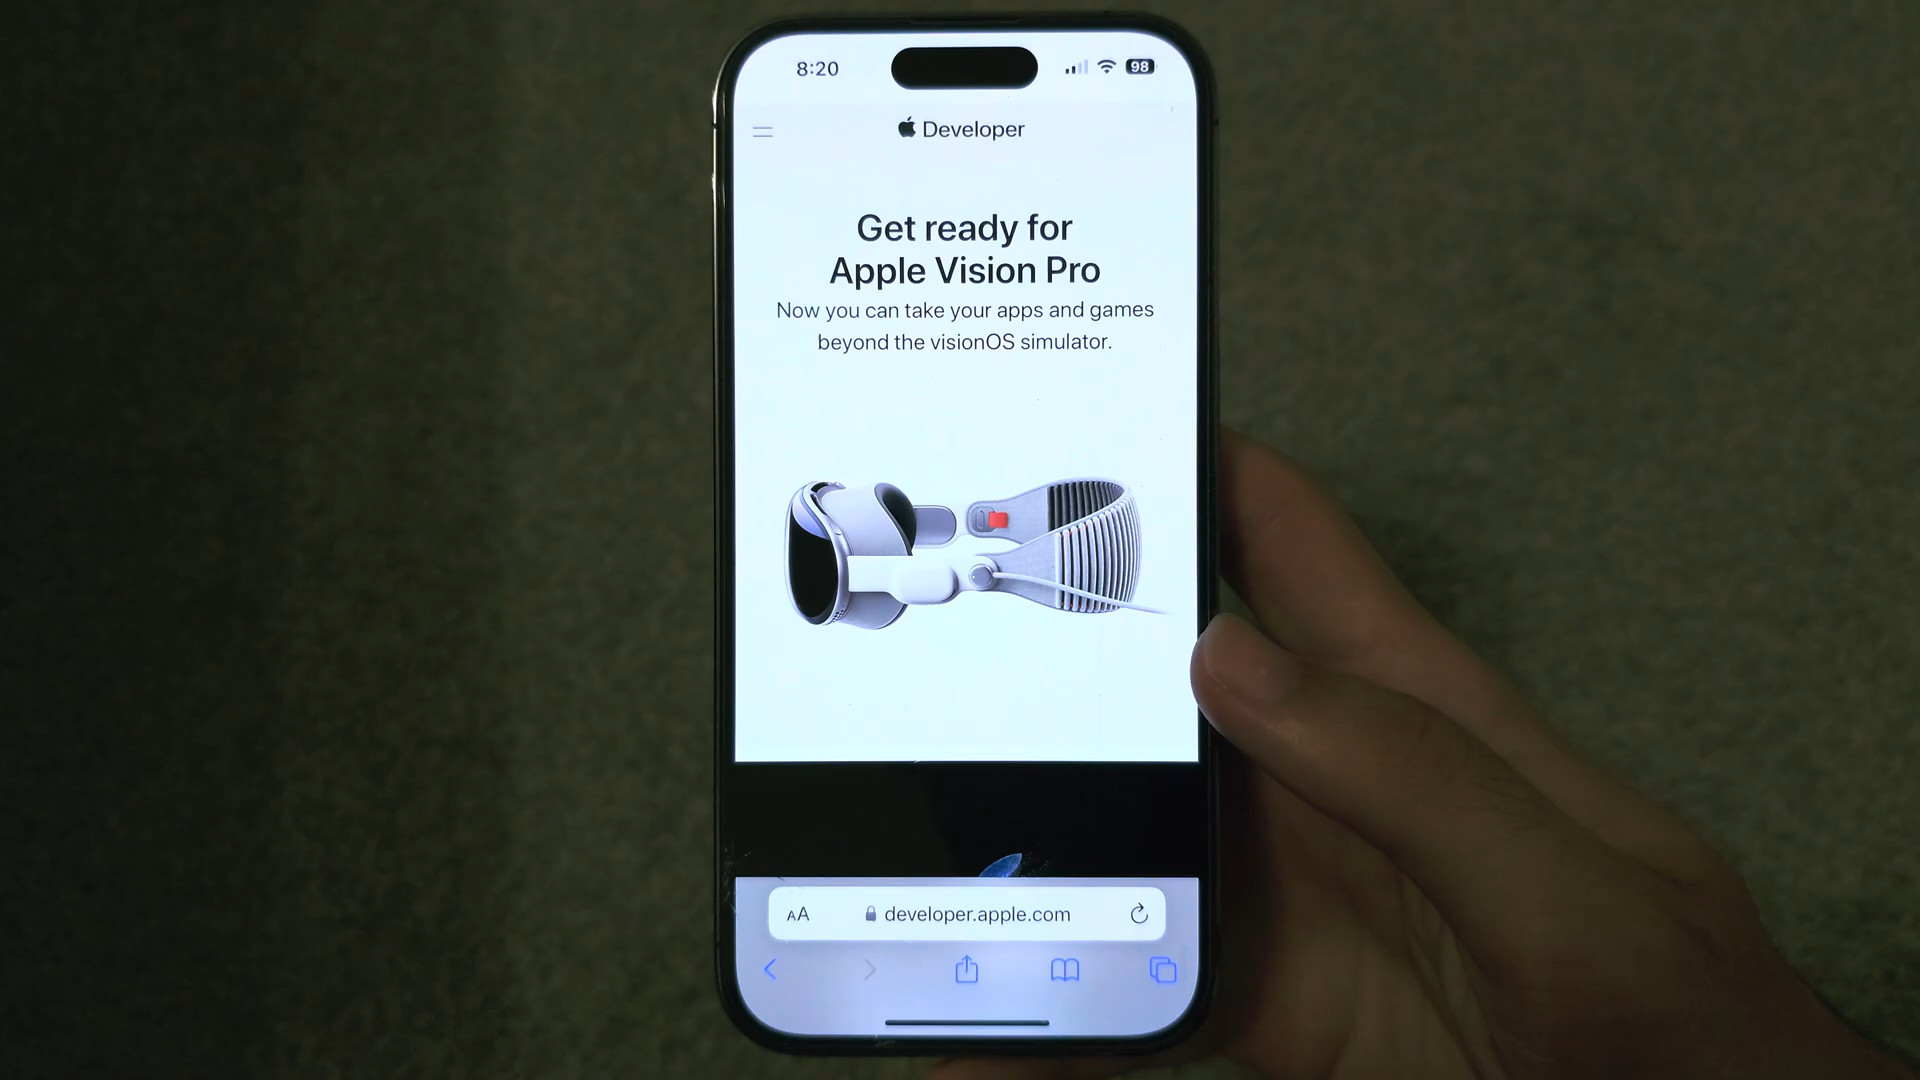 8:20
98
Developer
Get ready for
Apple Vision Pro
Now you can take your apps and games
beyond the visionOS simulator.
AA
developer.apple.com